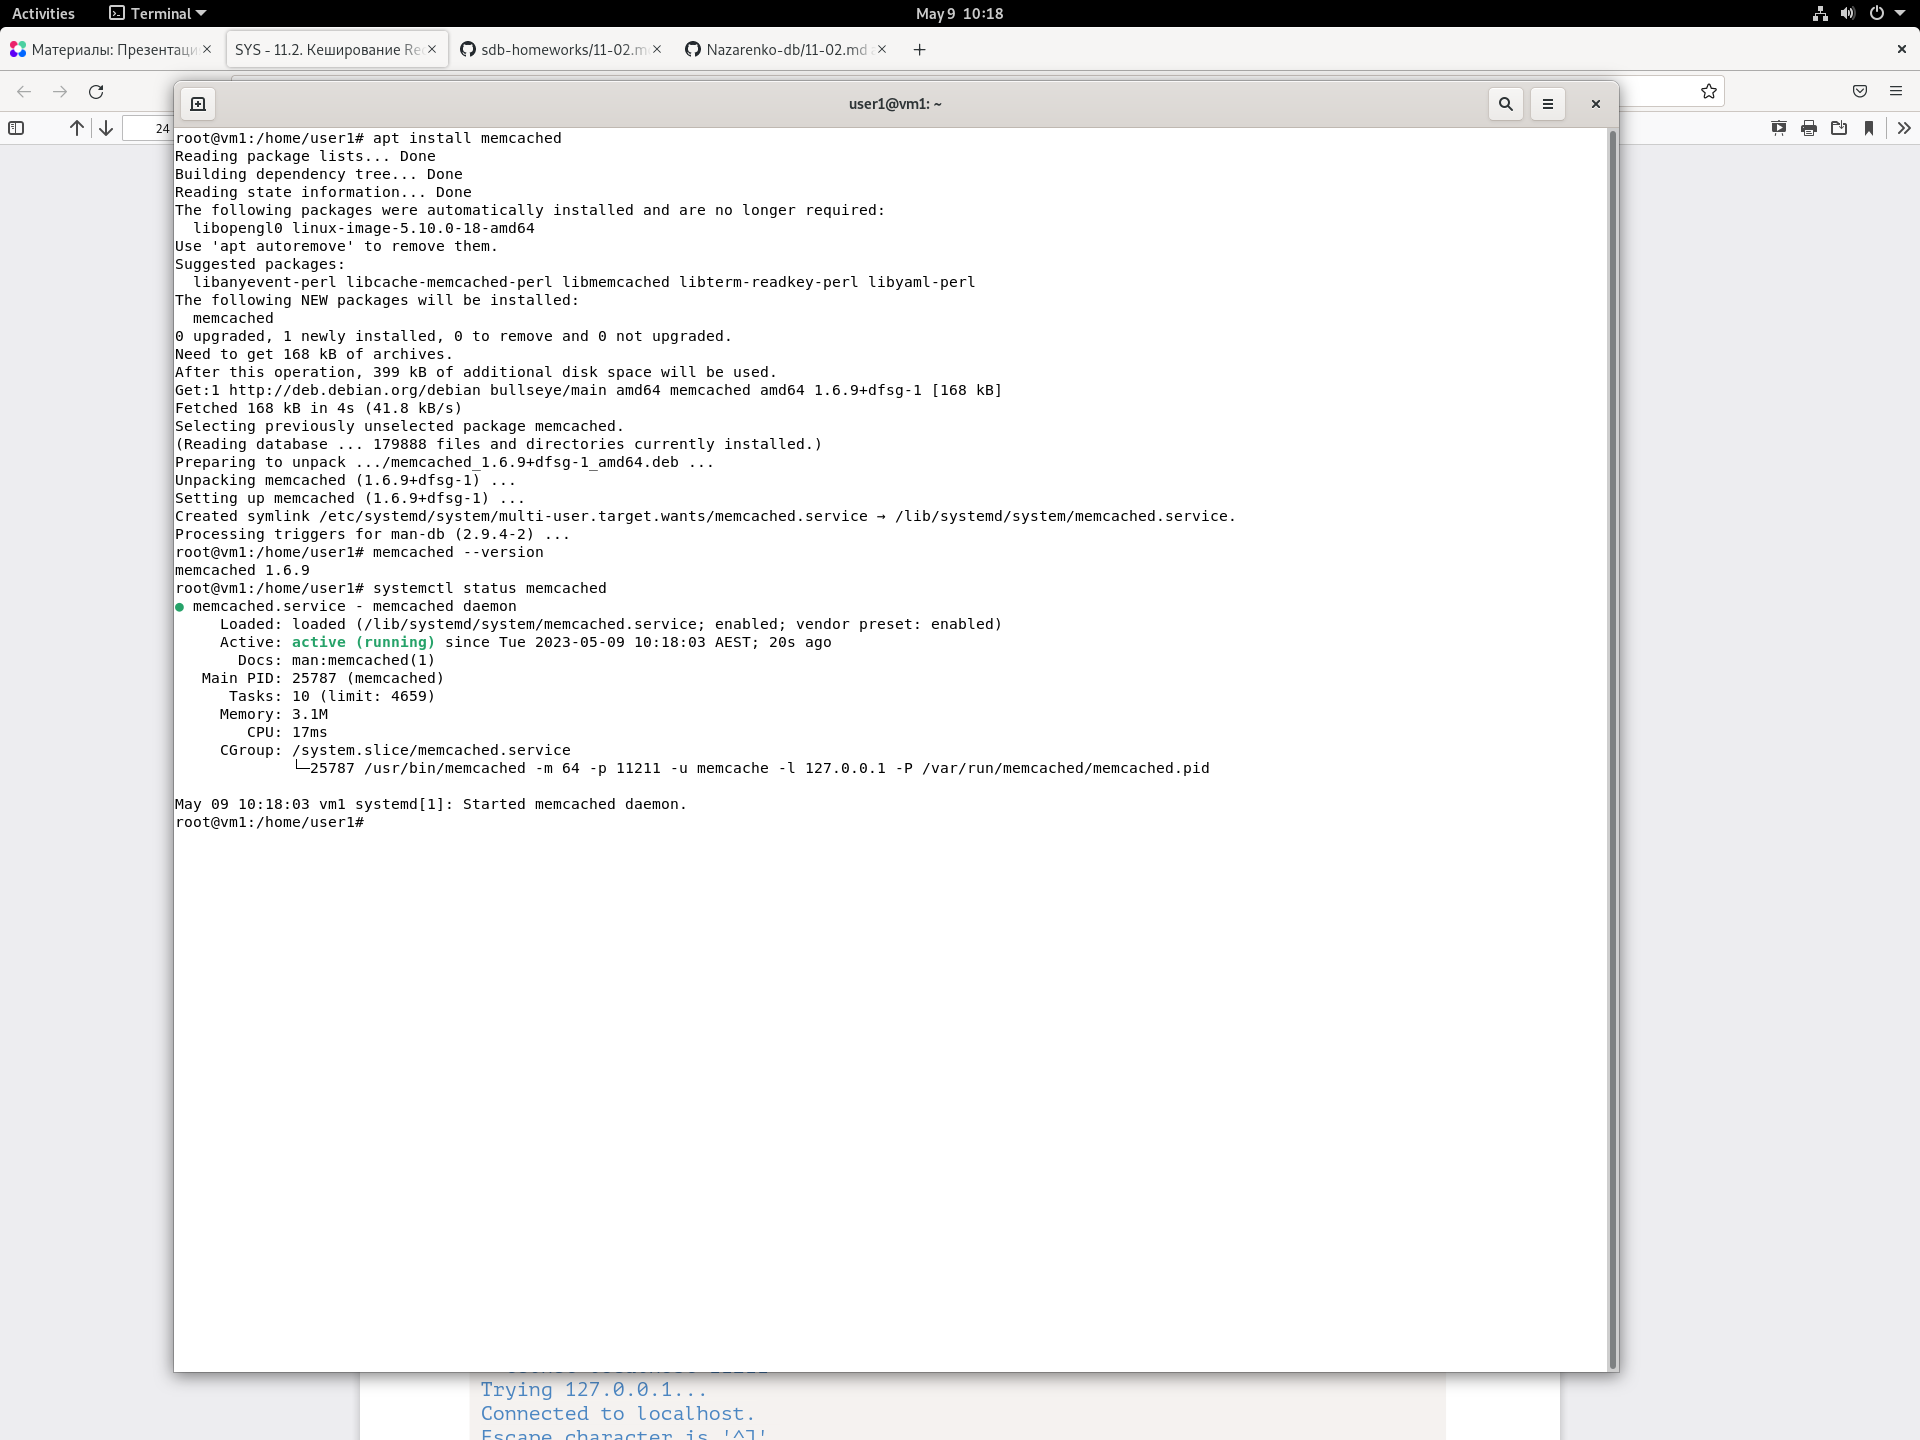 Activities
Terminal
May 9 10:18
Материалы: Презентаци
SYS - 11.2. Кеширование Re
sdb-homeworks/11-02.m
Nazarenko-db/11-02.md
24
user1@vm1: ~
root@vm1:/home/user1# apt install memcached
Reading package lists... Done
Building dependency tree... Done
Reading state information... Done
The following packages were automatically installed and are no longer required:
  libopengl0 linux-image-5.10.0-18-amd64
Use 'apt autoremove' to remove them.
Suggested packages:
  libanyevent-perl libcache-memcached-perl libmemcached libterm-readkey-perl libyaml-perl
The following NEW packages will be installed:
  memcached
0 upgraded, 1 newly installed, 0 to remove and 0 not upgraded.
Need to get 168 kB of archives.
After this operation, 399 kB of additional disk space will be used.
Get:1 http://deb.debian.org/debian bullseye/main amd64 memcached amd64 1.6.9+dfsg-1 [168 kB]
Fetched 168 kB in 4s (41.8 kB/s)
Selecting previously unselected package memcached.
(Reading database ... 179888 files and directories currently installed.)
Preparing to unpack .../memcached_1.6.9+dfsg-1_amd64.deb ...
Unpacking memcached (1.6.9+dfsg-1) ...
Setting up memcached (1.6.9+dfsg-1) ...
Created symlink /etc/systemd/system/multi-user.target.wants/memcached.service → /lib/systemd/system/memcached.service.
Processing triggers for man-db (2.9.4-2) ...
root@vm1:/home/user1# memcached --version
memcached 1.6.9
root@vm1:/home/user1# systemctl status memcached
● memcached.service - memcached daemon
     Loaded: loaded (/lib/systemd/system/memcached.service; enabled; vendor preset: enabled)
     Active: active (running) since Tue 2023-05-09 10:18:03 AEST; 20s ago
       Docs: man:memcached(1)
   Main PID: 25787 (memcached)
      Tasks: 10 (limit: 4659)
     Memory: 3.1M
        CPU: 17ms
     CGroup: /system.slice/memcached.service
             └─25787 /usr/bin/memcached -m 64 -p 11211 -u memcache -l 127.0.0.1 -P /var/run/memcached/memcached.pid
May 09 10:18:03 vm1 systemd[1]: Started memcached daemon.
root@vm1:/home/user1#
Trying 127.0.0.1...
Connected to localhost.
Escape character is '^]'